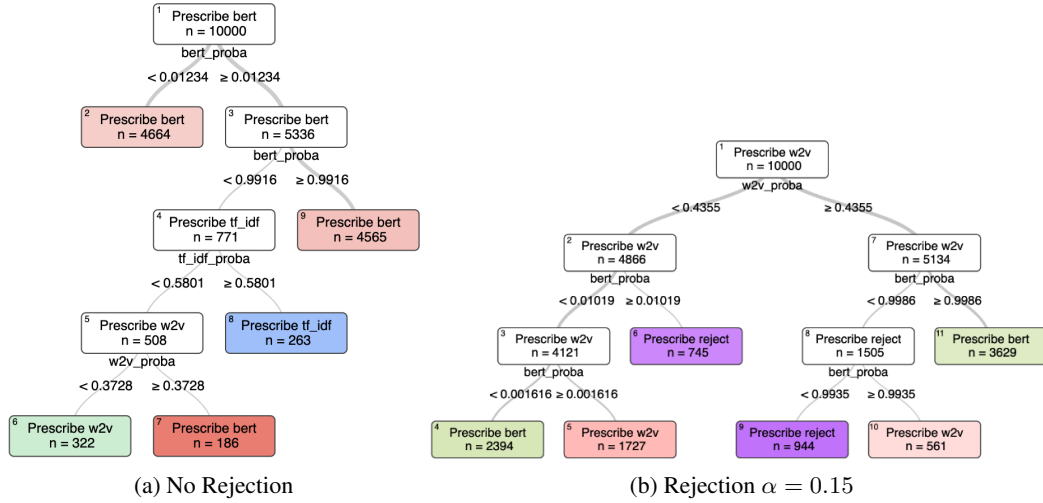 1 Prescribe bert
n = 10000
bert_proba
< 0.01234 ≥ 0.01234
2 Prescribe bert
n = 4664
3 Prescribe bert
n = 5336
bert_proba
< 0.9916 ≥ 0.9916
4 Prescribe tf_idf
n = 771
tf_idf_proba
9 Prescribe bert
n = 4565
< 0.5801 ≥ 0.5801
5 Prescribe w2v
n = 508
w2v_proba
8 Prescribe tf_idf
n = 263
< 0.3728 ≥ 0.3728
6 Prescribe w2v
n = 322
7 Prescribe bert
n = 186
(a) No Rejection
1 Prescribe w2v
n = 10000
w2v_proba
< 0.4355 ≥ 0.4355
2 Prescribe w2v
n = 4866
bert_proba
7 Prescribe w2v
n = 5134
bert_proba
< 0.01019 ≥ 0.01019
< 0.9986 ≥ 0.9986
3 Prescribe w2v
n = 4121
bert_proba
6 Prescribe reject
n = 745
8 Prescribe reject
n = 1505
bert_proba
11 Prescribe bert
n = 3629
< 0.001616 ≥ 0.001616
< 0.9935 ≥ 0.9935
4 Prescribe bert
n = 2394
5 Prescribe w2v
n = 1727
9 Prescribe reject
n = 944
10 Prescribe w2v
n = 561
(b) Rejection α = 0.15